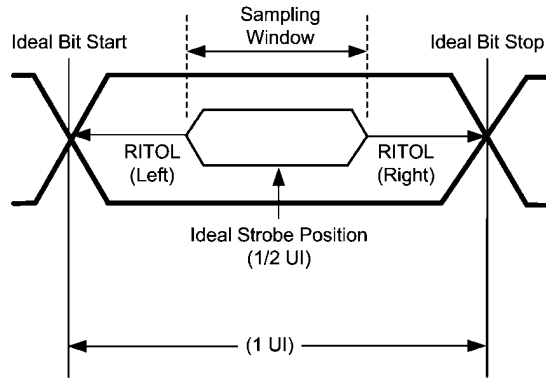 Sampling
Window
Ideal Bit Start
Ideal Bit Stop
RITOL
(Left)
RITOL
(Right)
Ideal Strobe Position
(1/2 UI)
(1 UI)